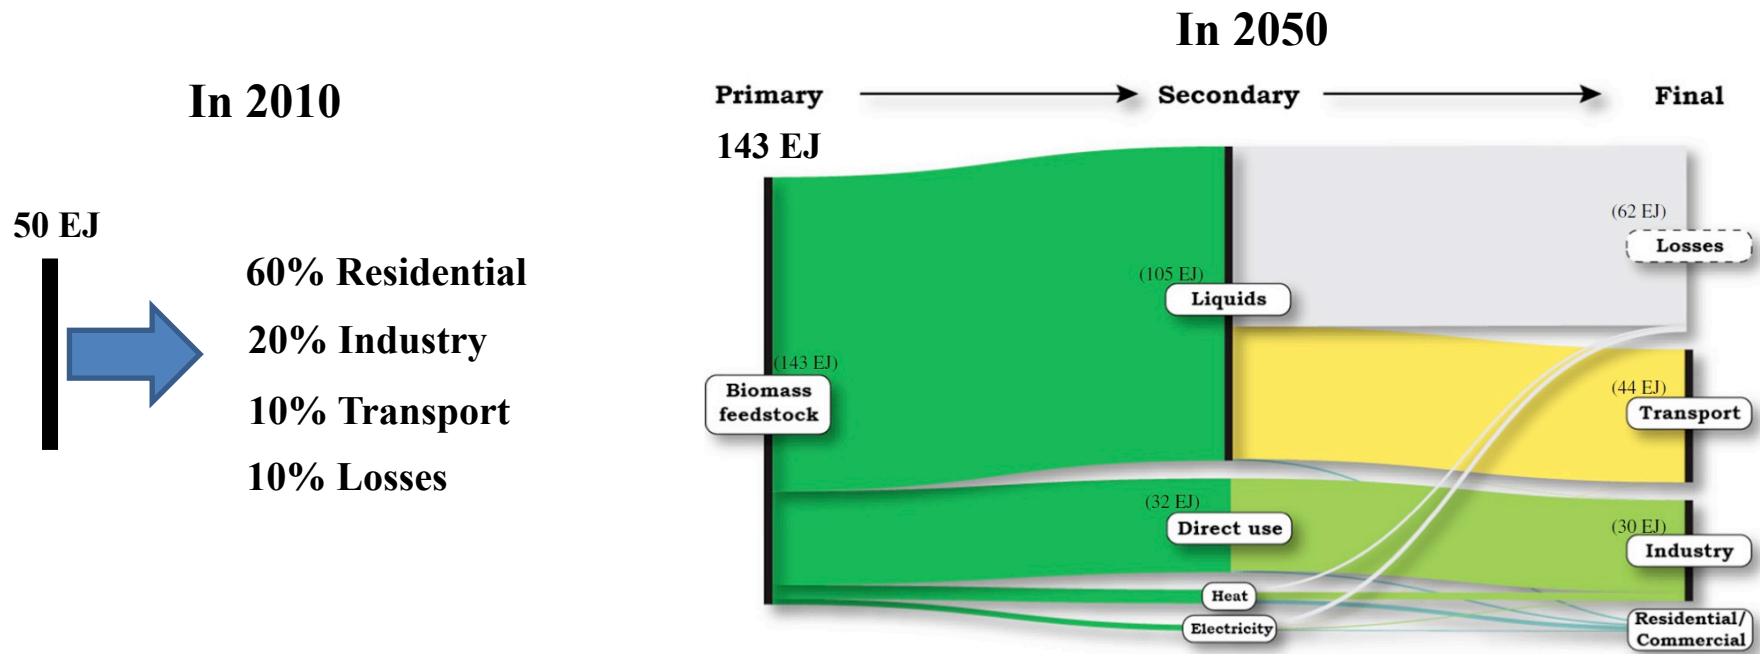 In 2010
50 EJ
60% Residential
20% Industry
10% Transport
10% Losses
In 2050
Primary
Secondary
Final
143 EJ
(143 EJ)
Biomass
feedstock
(105 EJ)
Liquids
(32 EJ)
Direct use
Heat
Electricity
(62 EJ)
Losses
(44 EJ)
Transport
(30 EJ)
Industry
Residential/
Commercial